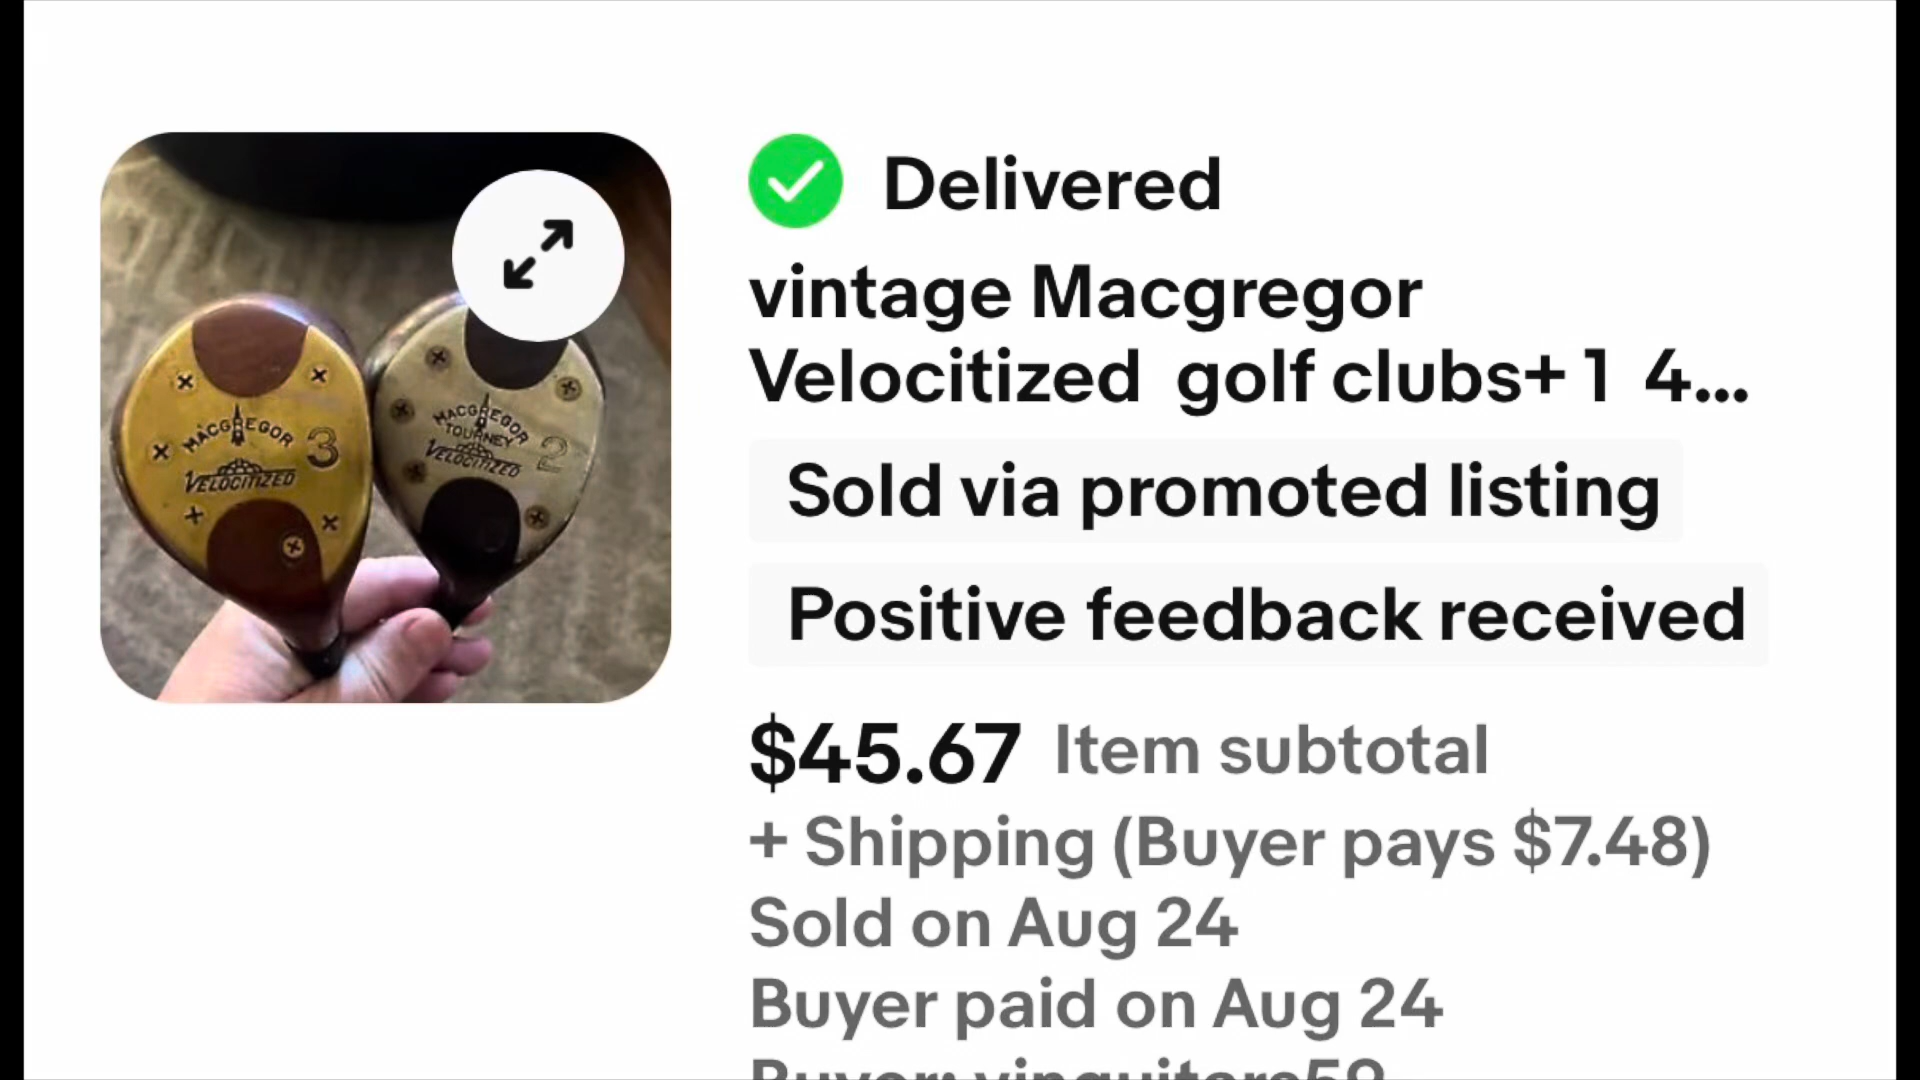 Delivered
vintage Macgregor
Velocitized golf clubs+ 1 4...
Sold via promoted listing
Positive feedback received
$45.67 Item subtotal
+ Shipping (Buyer pays $7.48)
Sold on Aug 24
Buyer paid on Aug 24
Buyer: vinguitars59
MACGREGOR 3
VELOCITIZED
MACGREGOR
TOURNEY 2
VELOCITIZED